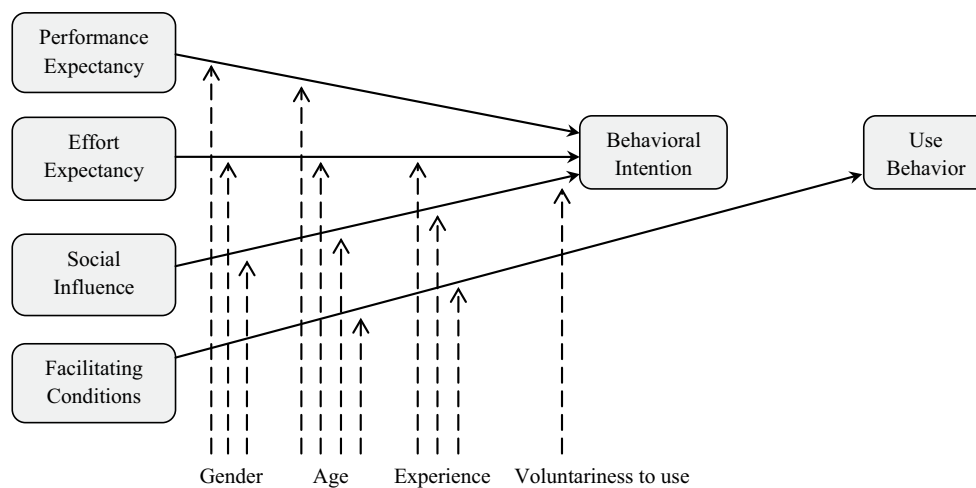 Performance
Expectancy
Effort
Expectancy
Behavioral
Intention
Use
Behavior
Social
Influence
Facilitating
Conditions
Gender
Age
Experience
Voluntariness to use